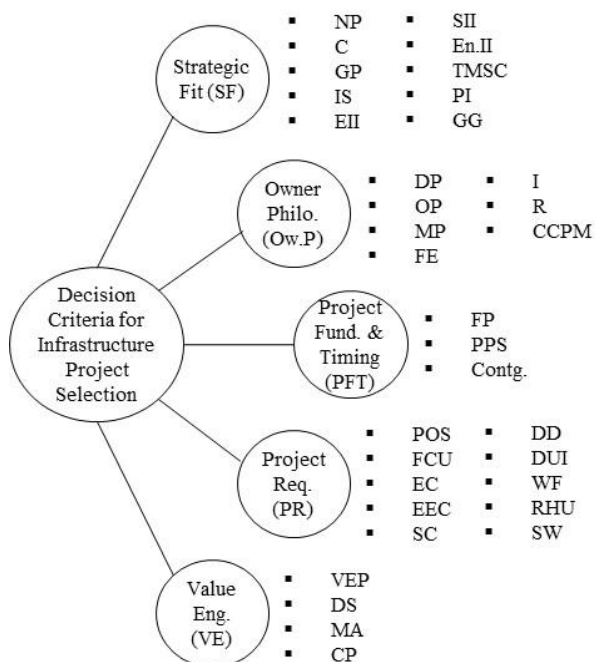 Strategic
Fit (SF)
▪ NP
▪ C
▪ GP
▪ IS
▪ EII
▪ SII
▪ En.II
▪ TMSC
▪ PI
▪ GG
Owner
Philo.
(Ow.P)
▪ DP
▪ OP
▪ MP
▪ FE
▪ I
▪ R
▪ CCPM
Decision
Criteria for
Infrastructure
Project
Selection
Project
Fund. &
Timing
(PFT)
▪ FP
▪ PPS
▪ Contg.
Project
Req.
(PR)
▪ POS
▪ FCU
▪ EC
▪ EEC
▪ SC
▪ DD
▪ DUI
▪ WF
▪ RHU
▪ SW
Value
Eng.
(VE)
▪ VEP
▪ DS
▪ MA
▪ CP